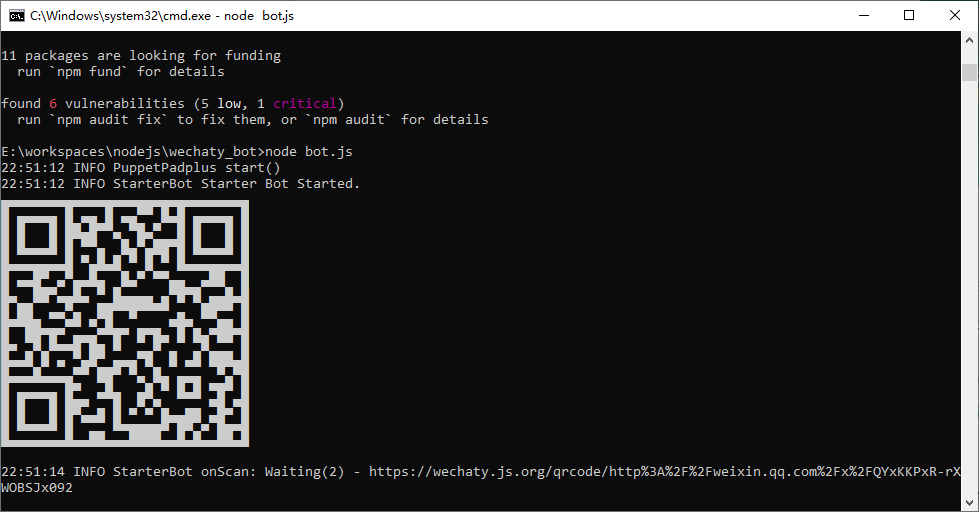 C:\Windows\system32\cmd.exe - node  bot.js
11 packages are looking for funding
  run `npm fund` for details
found 6 vulnerabilities (5 low, 1 critical)
  run `npm audit fix` to fix them, or `npm audit` for details
E:\workspaces\nodejs\wechaty_bot>node bot.js
22:51:12 INFO PuppetPadplus start()
22:51:12 INFO StarterBot Starter Bot Started.
22:51:14 INFO StarterBot onScan: Waiting(2) - https://wechaty.js.org/qrcode/http%3A%2F%2Fweixin.qq.com%2Fx%2FQYxKKPxR-rX
WOBSJx092